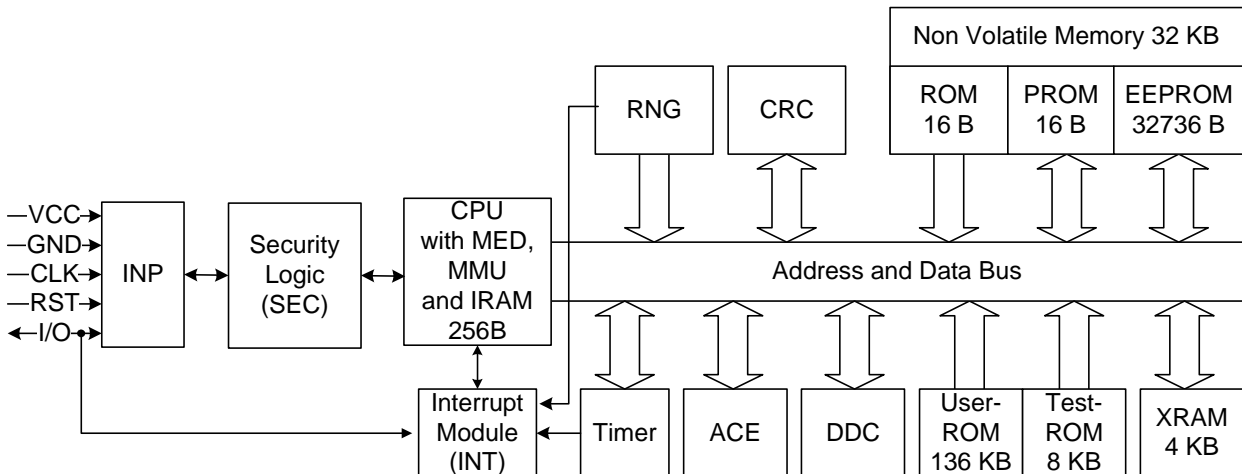 Non Volatile Memory 32 KB
RNG
CRC
ROM
16 B
PROM
16 B
EEPROM
32736 B
VCC
GND
CLK
RST
I/O
INP
Security
Logic
(SEC)
CPU
with MED,
MMU
and IRAM
256B
Address and Data Bus
Interrupt
Module
(INT)
Timer
ACE
DDC
User-
ROM
136 KB
Test-
ROM
8 KB
XRAM
4 KB